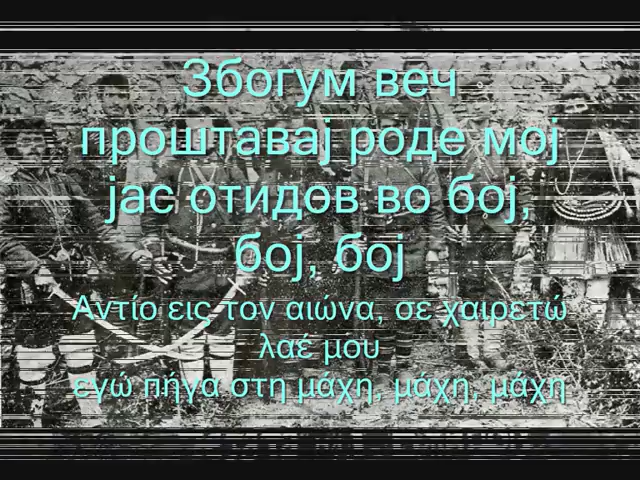 Збогум веч
проштавај роде мој
јас отидов во бој,
бој, бој
Αντίο εις τον αιώνα, σε χαιρετώ
λαέ μου
εγώ πήγα στη μάχη, μάχη, μάχη